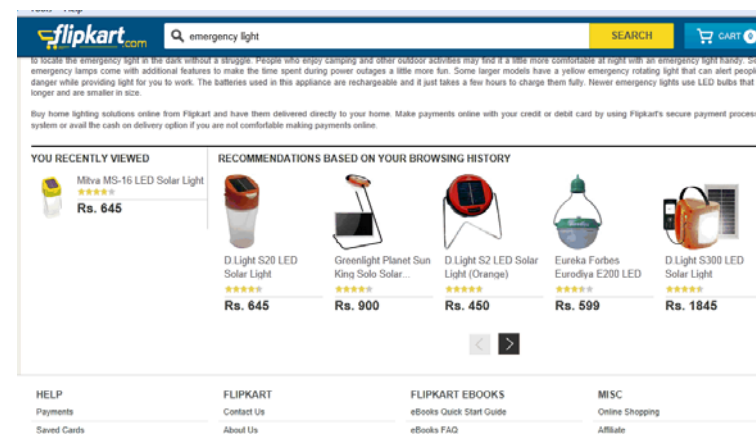 flipkart.com
emergency light
SEARCH
CART 0
to locate the emergency light in the dark without a struggle. People who enjoy camping and other outdoor activities may find it a little more comfortable at night with an emergency light handy. S
emergency lamps come with additional features to make the time spent during power outages a little more fun. Some larger models have a yellow emergency rotating light that can alert people
danger while providing light for you to work. The batteries used in this appliance are rechargeable and it just takes a few hours to charge them fully. Newer emergency lights use LED bulbs that
longer and are smaller in size.
Buy home lighting solutions online from Flipkart and have them delivered directly to your home. Make payments online with your credit or debit card by using Flipkart's secure payment process
system or avail the cash on delivery option if you are not comfortable making payments online.
YOU RECENTLY VIEWED
RECOMMENDATIONS BASED ON YOUR BROWSING HISTORY
Mitva MS-16 LED Solar Light
Rs. 645
D.Light S20 LED
Solar Light
Rs. 645
Greenlight Planet Sun
King Solo Solar...
Rs. 900
D.Light S2 LED Solar
Light (Orange)
Rs. 450
Eureka Forbes
Eurodiya E200 LED
Rs. 599
D.Light S300 LED
Solar Light
Rs. 1845
HELP
FLIPKART
FLIPKART EBOOKS
MISC
Payments
Contact Us
eBooks Quick Start Guide
Online Shopping
Saved Cards
About Us
eBooks FAQ
Affiliate